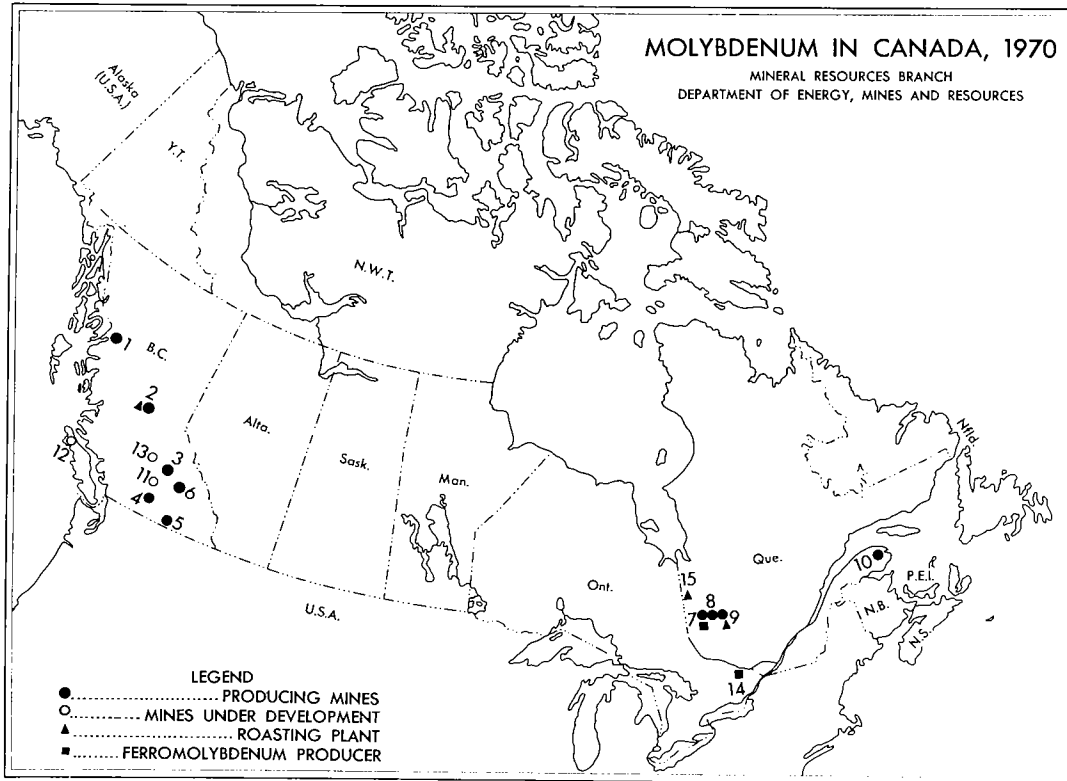 MOLYBDENUM IN CANADA, 1970
MINERAL RESOURCES BRANCH
DEPARTMENT OF ENERGY, MINES AND RESOURCES
Alaska
(U.S.A.)
Y.T.
N.W.T.
1
B.C.
2
Alta.
Sask.
Man.
Nfld.
12
13
3
11
6
4
5
Ont.
Que.
15
8
7
9
10
P.E.I.
N.B.
N.S.
U.S.A.
14
LEGEND
PRODUCING MINES
MINES UNDER DEVELOPMENT
ROASTING PLANT
FERROMOLYBDENUM PRODUCER